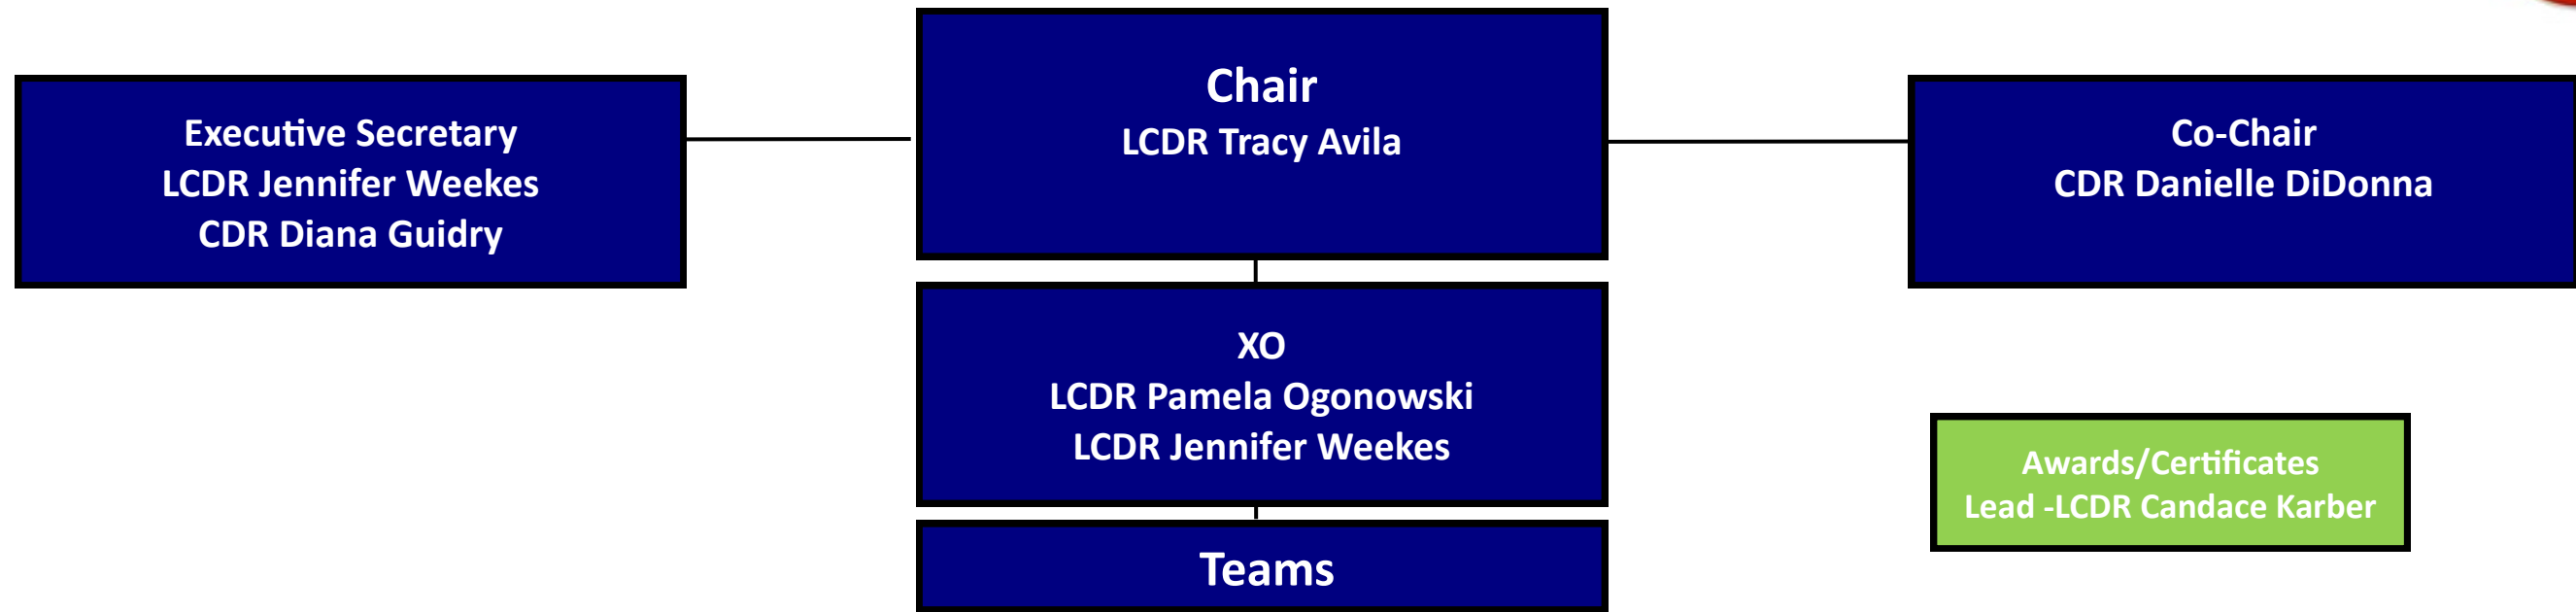 Chair
LCDR Tracy Avila
Executive Secretary
LCDR Jennifer Weekes
CDR Diana Guidry
Co-Chair
CDR Danielle DiDonna
XO
LCDR Pamela Ogonowski
LCDR Jennifer Weekes
Awards/Certificates
Lead -LCDR Candace Karber
Teams